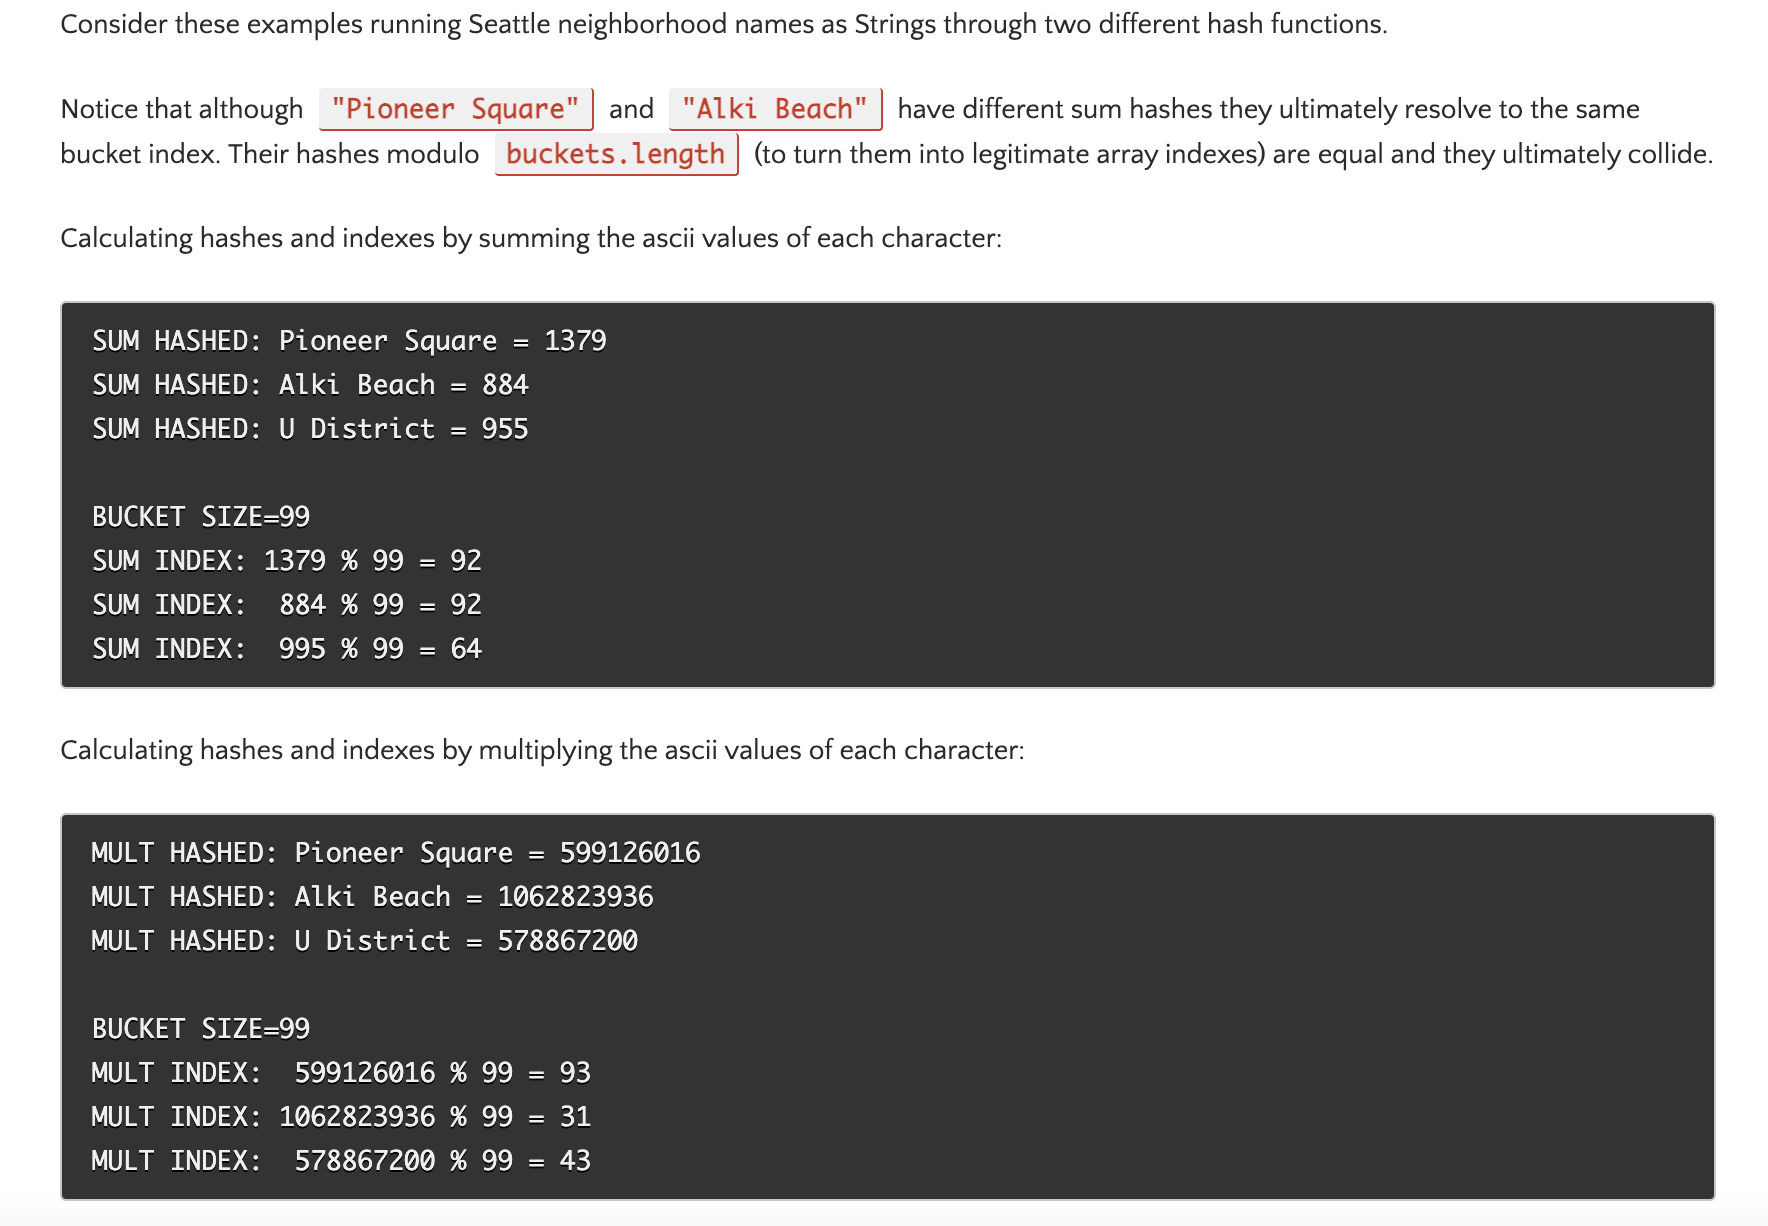 Consider these examples running Seattle neighborhood names as Strings through two different hash functions.
Notice that although "Pioneer Square" and "Alki Beach" have different sum hashes they ultimately resolve to the same
bucket index. Their hashes modulo buckets.length (to turn them into legitimate array indexes) are equal and they ultimately collide.
Calculating hashes and indexes by summing the ascii values of each character:
SUM HASHED: Pioneer Square = 1379
SUM HASHED: Alki Beach = 884
SUM HASHED: U District = 955
BUCKET SIZE=99
SUM INDEX: 1379 % 99 = 92
SUM INDEX:  884 % 99 = 92
SUM INDEX:  995 % 99 = 64
Calculating hashes and indexes by multiplying the ascii values of each character:
MULT HASHED: Pioneer Square = 599126016
MULT HASHED: Alki Beach = 1062823936
MULT HASHED: U District = 578867200
BUCKET SIZE=99
MULT INDEX:  599126016 % 99 = 93
MULT INDEX: 1062823936 % 99 = 31
MULT INDEX:  578867200 % 99 = 43